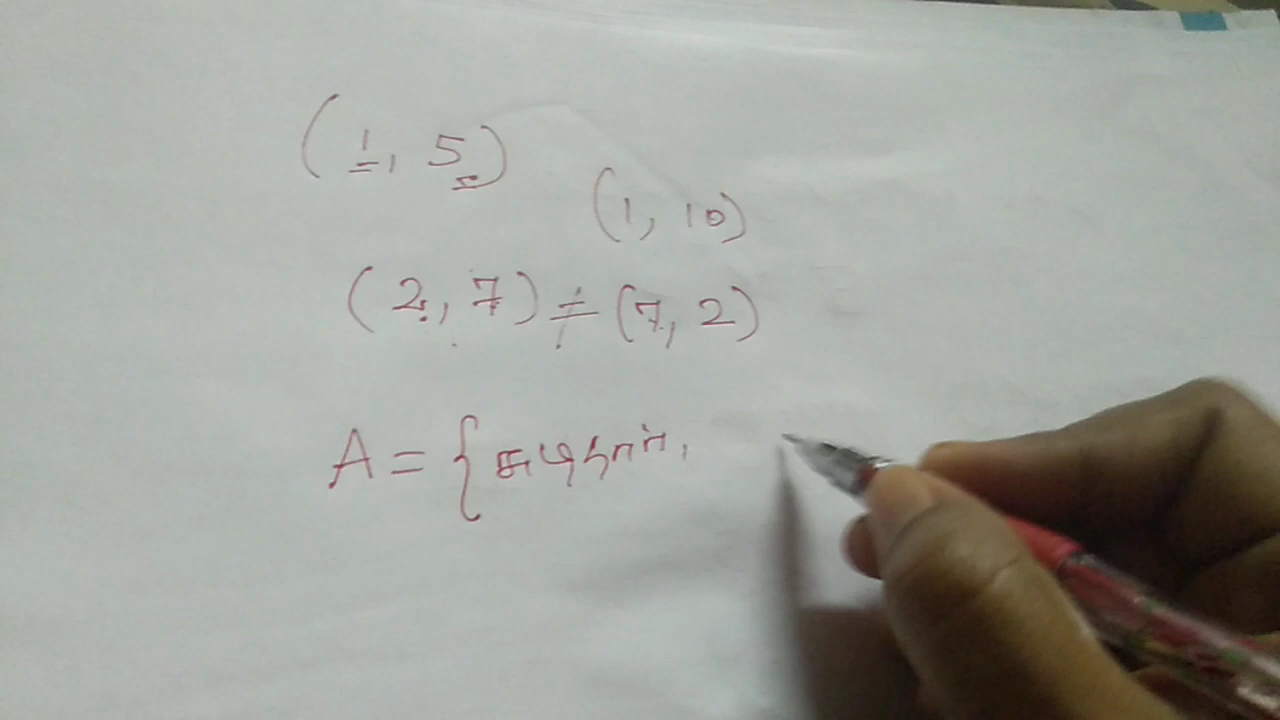 (1, 5)
(1, 10)
(2, 7) ≠ (7, 2)
A = {